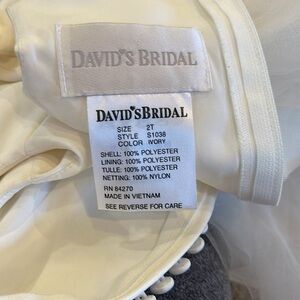 DAVID'S BRIDAL
DAVID'SBRIDAL
SIZE 2T
STYLE S1038
COLOR IVORY
SHELL: 100% POLYESTER
LINING: 100% POLYESTER
TULLE: 100% POLYESTER
NETTING: 100% NYLON
RN 84270
MADE IN VIETNAM
SEE REVERSE FOR CARE